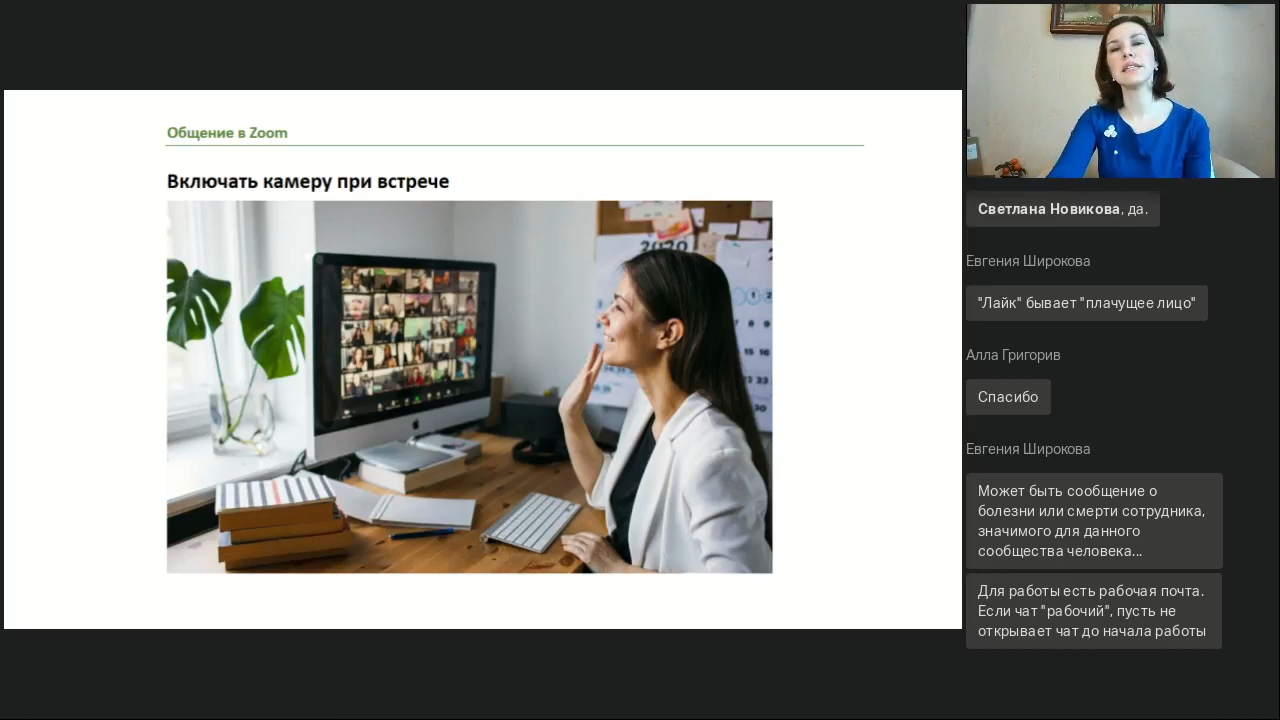 Общение в Zoom
Включать камеру при встрече
2020
Светлана Новикова, да.
Евгения Широкова
"Лайк" бывает "плачущее лицо"
Алла Григорив
Спасибо
Евгения Широкова
Может быть сообщение о
болезни или смерти сотрудника,
значимого для данного
сообщества человека...
Для работы есть рабочая почта.
Если чат "рабочий", пусть не
открывает чат до начала работы